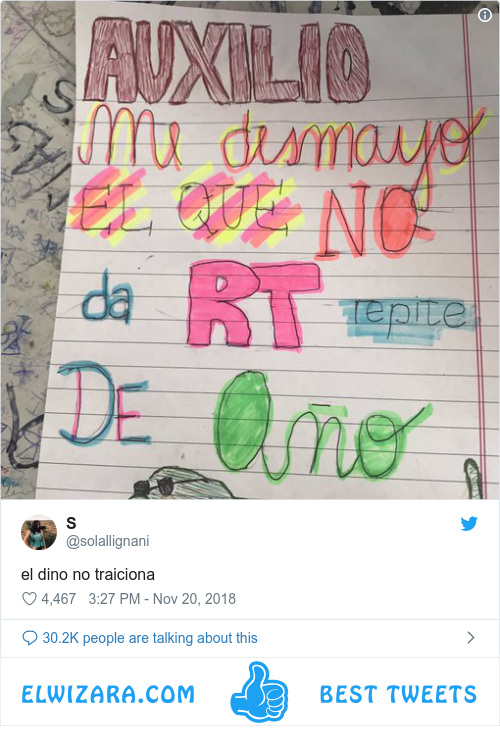 AUXILIO
me desmayo
EL QUE NO
da RT repite
DE Año
S
@solallignani
el dino no traiciona
4,467 3:27 PM - Nov 20, 2018
30.2K people are talking about this
ELWIZARA.COM BEST TWEETS